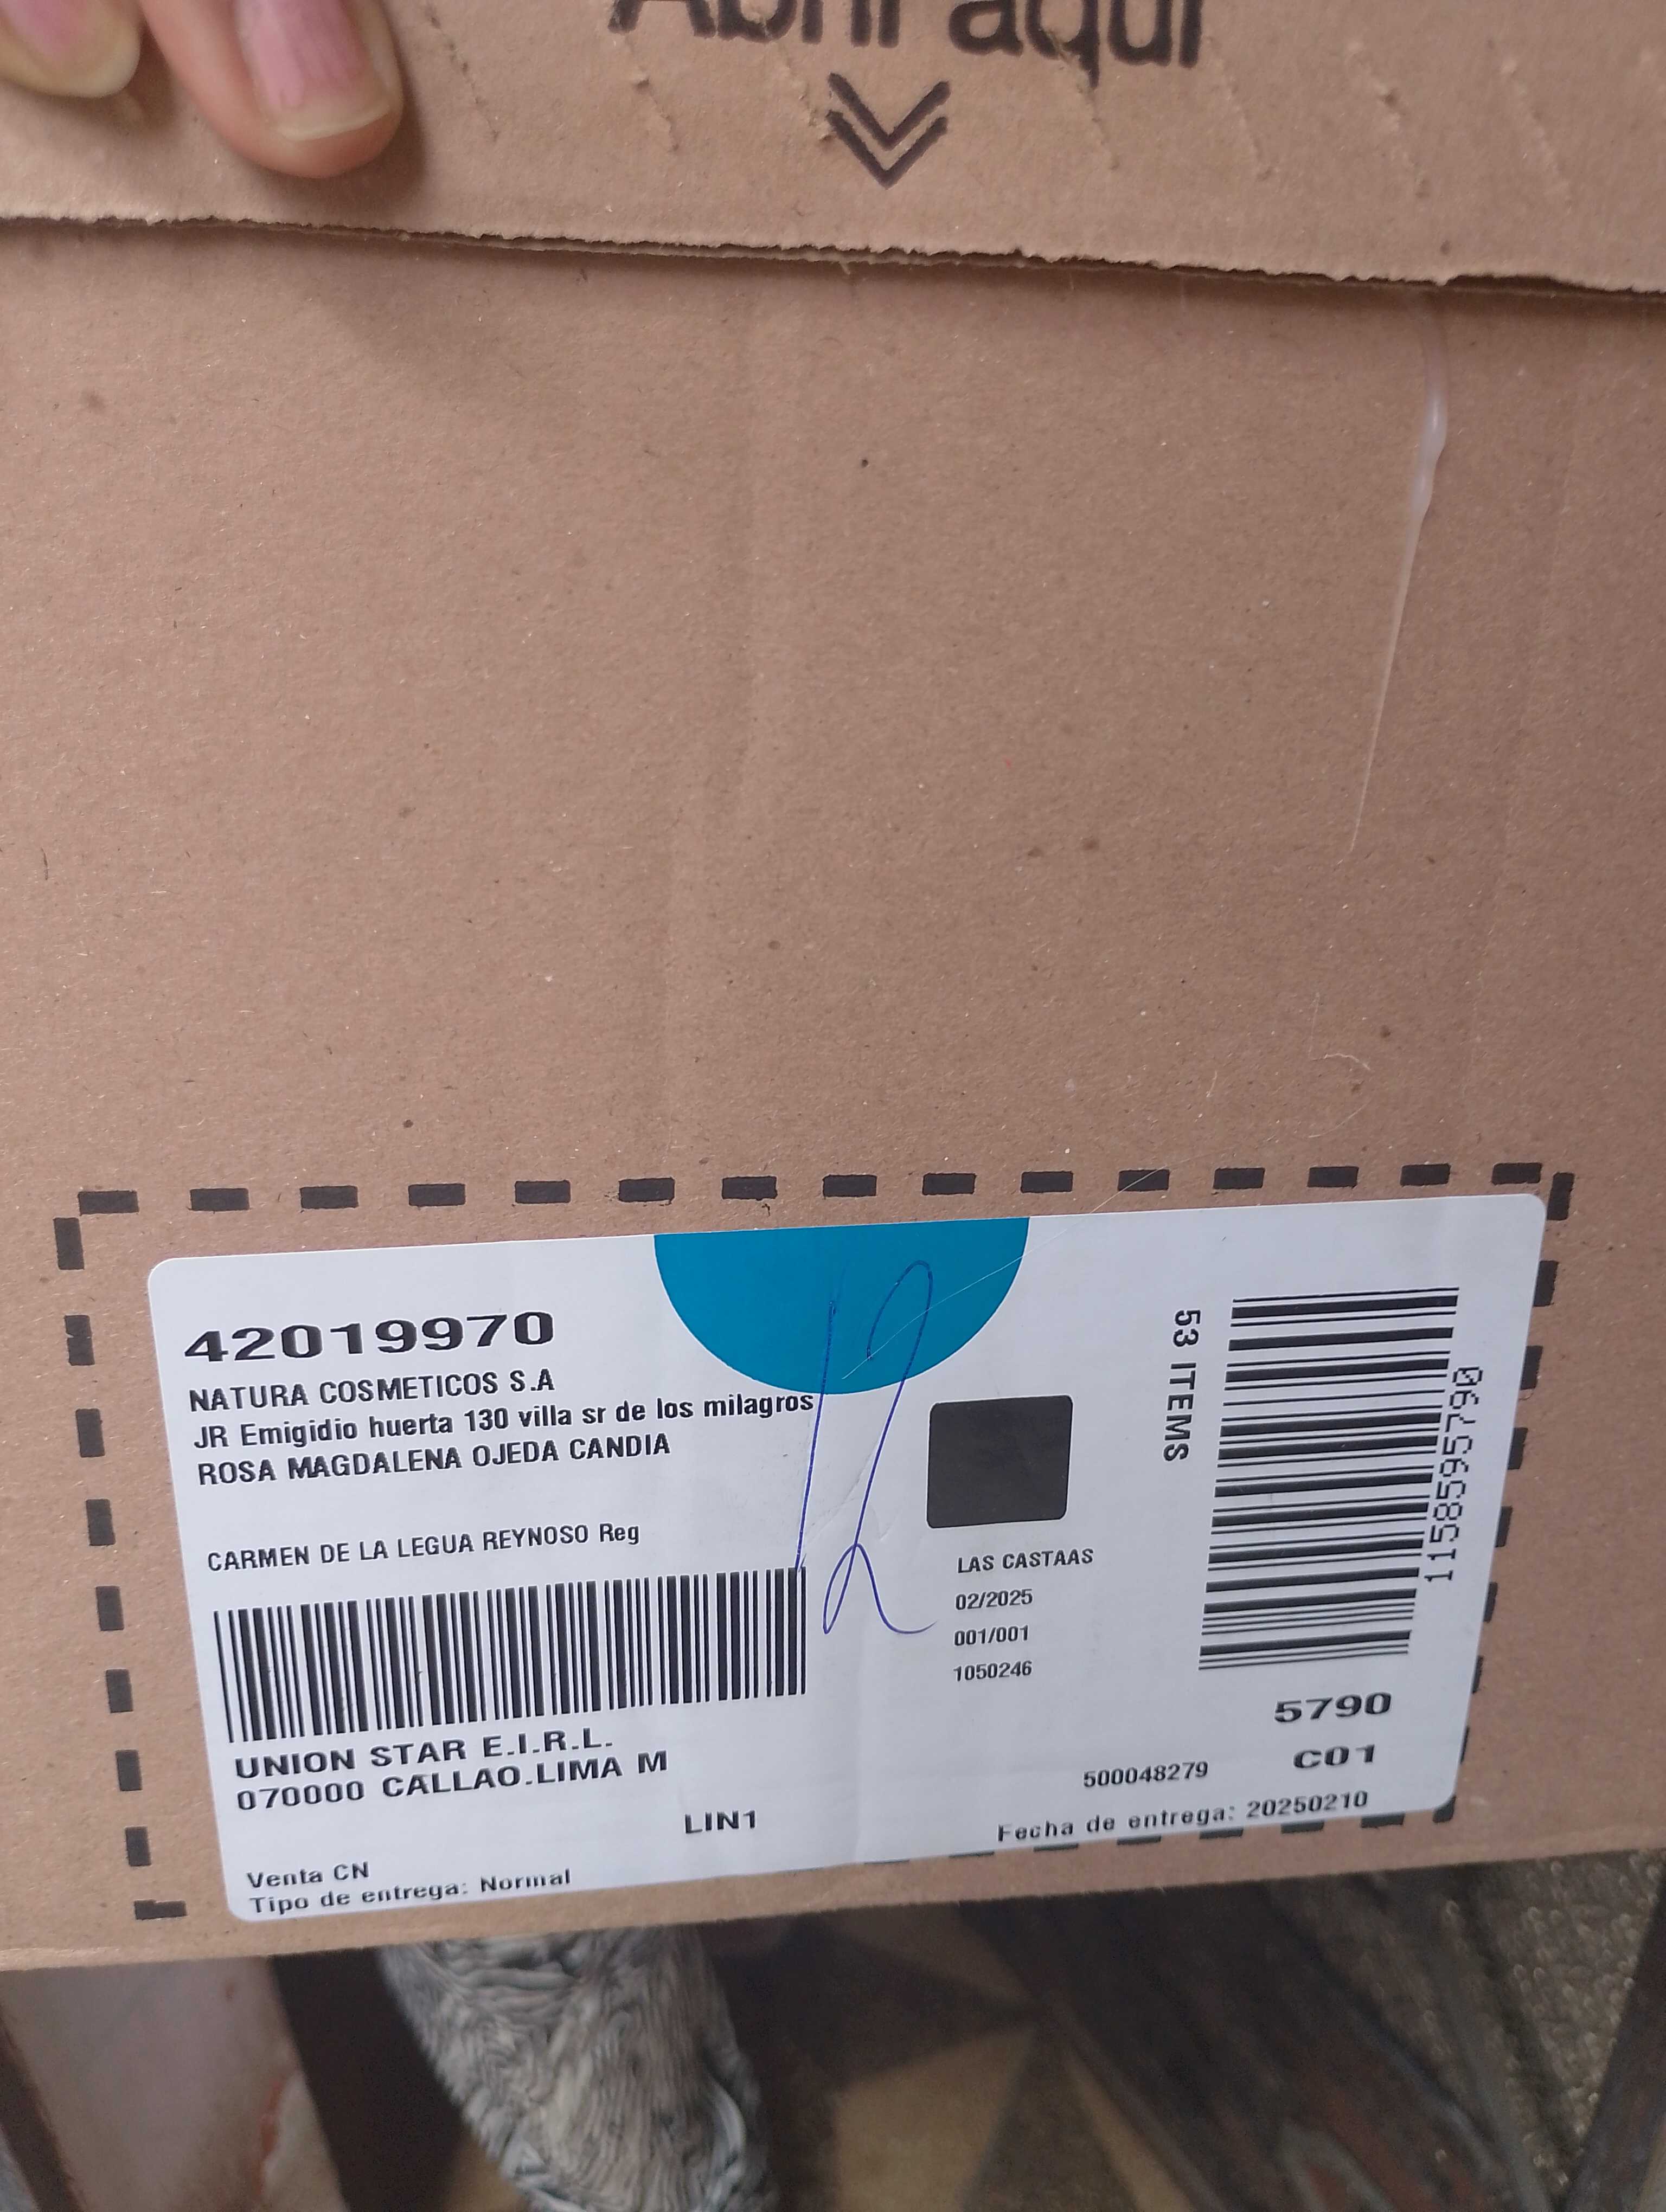 Abrí aquí
42019970
NATURA COSMETICOS S.A
JR Emigidio huerta 130 villa sr de los milagros
ROSA MAGDALENA OJEDA CANDIA
CARMEN DE LA LEGUA REYNOSO Reg
UNION STAR E.I.R.L.
070000 CALLAO.LIMA M
LIN1
Venta CN
Tipo de entrega: Normal
LAS CASTAAS
02/2025
001/001
1050246
53 ITEMS
1158595790
5790
C01
500048279
Fecha de entrega: 20250210